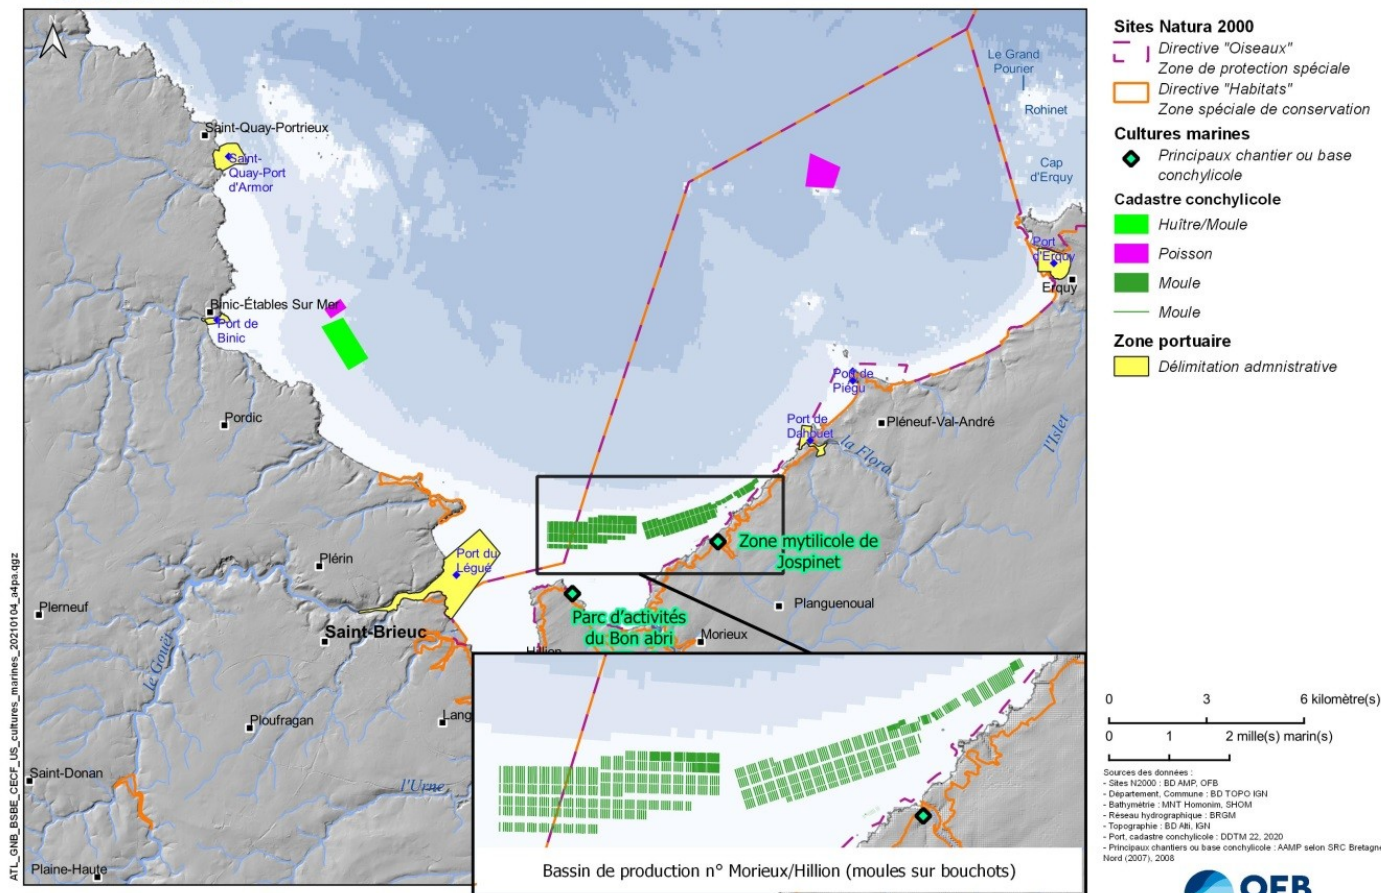 N
Le Grand
Pourier
Rohinet
Saint-Quay-Portrieux
Saint-
Quay-Port
d'Armor
Cap
d'Erquy
Port
d'Erquy
Erquy
Binic-Étables Sur Mer
Port de
Binic
Port de
Piégu
Pordic
Port de
Dahouet
Pléneuf-Val-André
la Flora
l'Islet
Plérin
Port du
Légué
Zone mytilicole de
Jospinet
Plerneuf
Saint-Brieuc
Parc d'activités
du Bon abri
Planguenoual
Morieux
Hillion
le Gouët
Ploufragan
Lang
Saint-Donan
l'Urne
Plaine-Haute
Bassin de production n° Morieux/Hillion (moules sur bouchots)
ATL_GNB_BSBE_CECF_US_cultures_marines_20210104_a4pa.qgz
Sites Natura 2000
Directive "Oiseaux"
Zone de protection spéciale
Directive "Habitats"
Zone spéciale de conservation
Cultures marines
Principaux chantier ou base
conchylicole
Cadastre conchylicole
Huître/Moule
Poisson
Moule
Moule
Zone portuaire
Délimitation admnistrative
0 3 6 kilomètre(s)
0 1 2 mille(s) marin(s)
Sources des données :
- Sites N2000 : BD AMP, OFB
- Département, Commune : BD TOPO IGN
- Bathymétrie : MNT Homonim, SHOM
- Réseau hydrographique : BRGM
- Topographie : BD Alti, IGN
- Port, cadastre conchylicole : DDTM 22, 2020
- Principaux chantiers ou base conchylicole : AAMP selon SRC Bretagne
Nord (2007), 2008
OFB